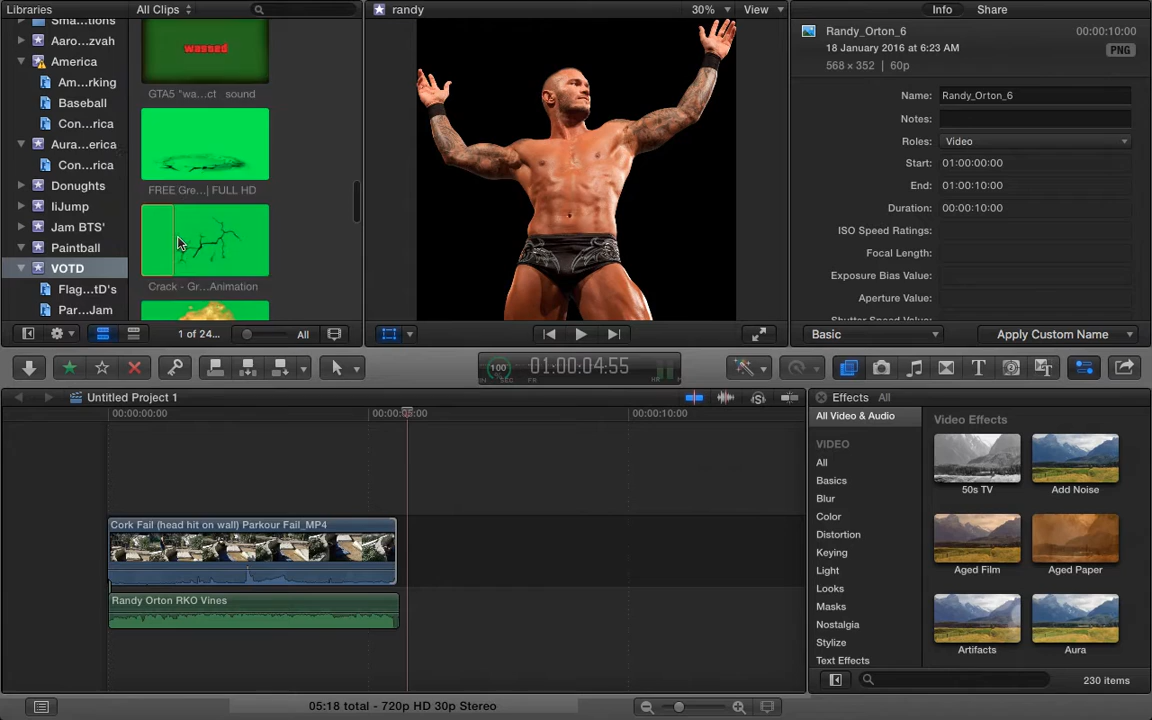 Libraries
All Clips
randy
30%
View
Info
Share
Sma...tions
Aaro...zvah
America
Am...rking
Baseball
Con...rica
Aura...erica
Con...rica
Donughts
IiJump
Jam BTS'
Paintball
VOTD
Flag...tD's
Par...Jam
wasted
GTA5 "wa...ct sound
FREE Gre...| FULL HD
Crack - Gr...Animation
1 of 24...
All
Randy_Orton_6
00:00:10:00
18 January 2016 at 6:23 AM
PNG
568 × 352 | 60p
Name: Randy_Orton_6
Notes:
Roles: Video
Start: 01:00:00:00
End: 01:00:10:00
Duration: 00:00:10:00
ISO Speed Ratings:
Focal Length:
Exposure Bias Value:
Aperture Value:
Shutter Speed Value:
Basic
Apply Custom Name
100
01:00:04:55
HR MIN SEC FR
Untitled Project 1
00:00:00:00
00:00:05:00
00:00:10:00
Cork Fail (head hit on wall) Parkour Fail_MP4
Randy Orton RKO Vines
Effects All
All Video & Audio
VIDEO
All
Basics
Blur
Color
Distortion
Keying
Light
Looks
Masks
Nostalgia
Stylize
Text Effects
Video Effects
50s TV
Add Noise
Aged Film
Aged Paper
Artifacts
Aura
230 items
05:18 total - 720p HD 30p Stereo